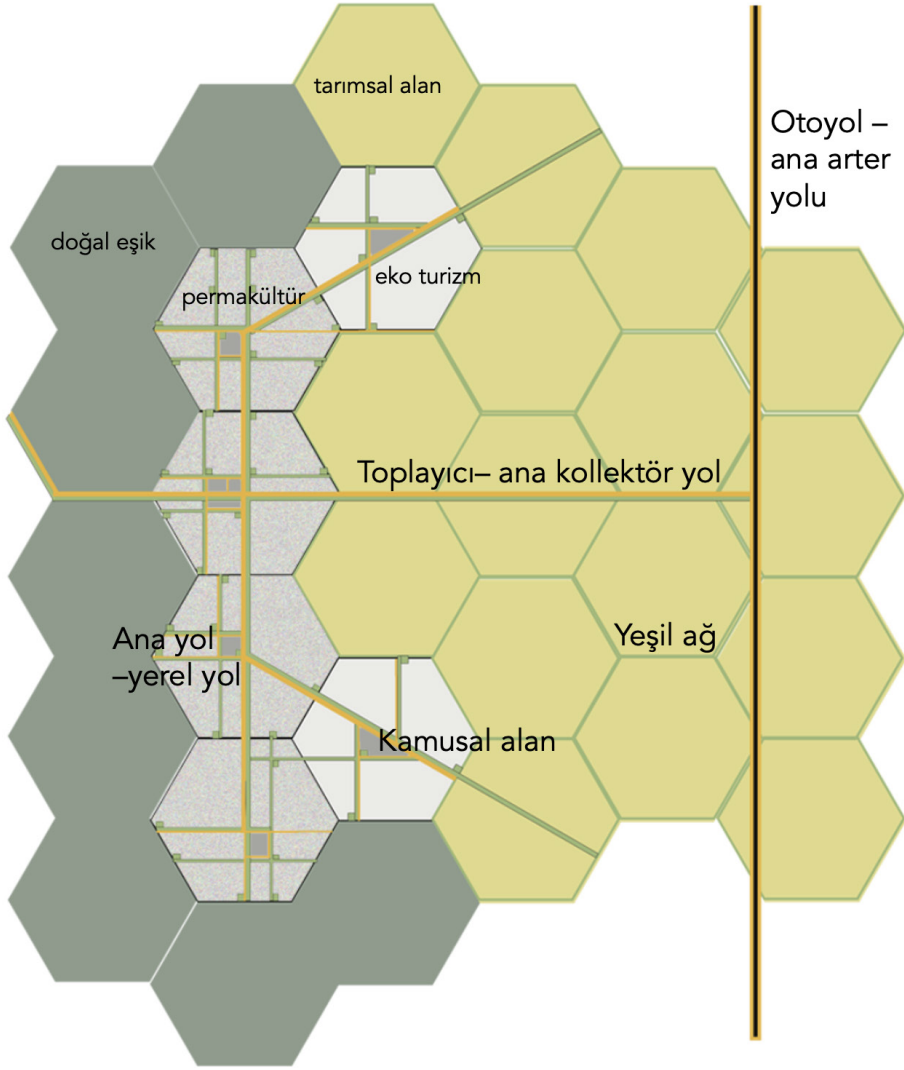 tarımsal alan
Otoyol –
ana arter
yolu
doğal eşik
permakültür
eko turizm
Toplayıcı– ana kollektör yol
Ana yol
–yerel yol
Yeşil ağ
Kamusal alan